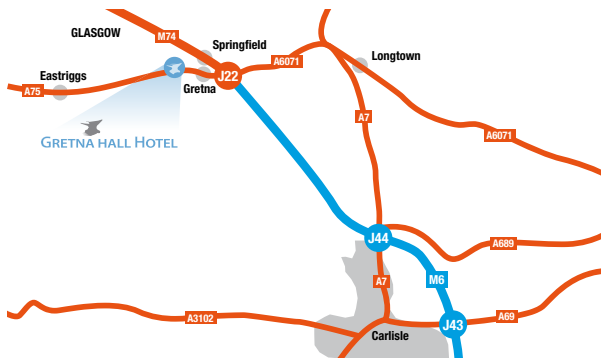 GLASGOW
M74
Springfield
Longtown
A6071
J22
Eastriggs
Gretna
A75
A7
GRETNA HALL HOTEL
A6071
J44
A689
A7
M6
A3102
A69
J43
Carlisle